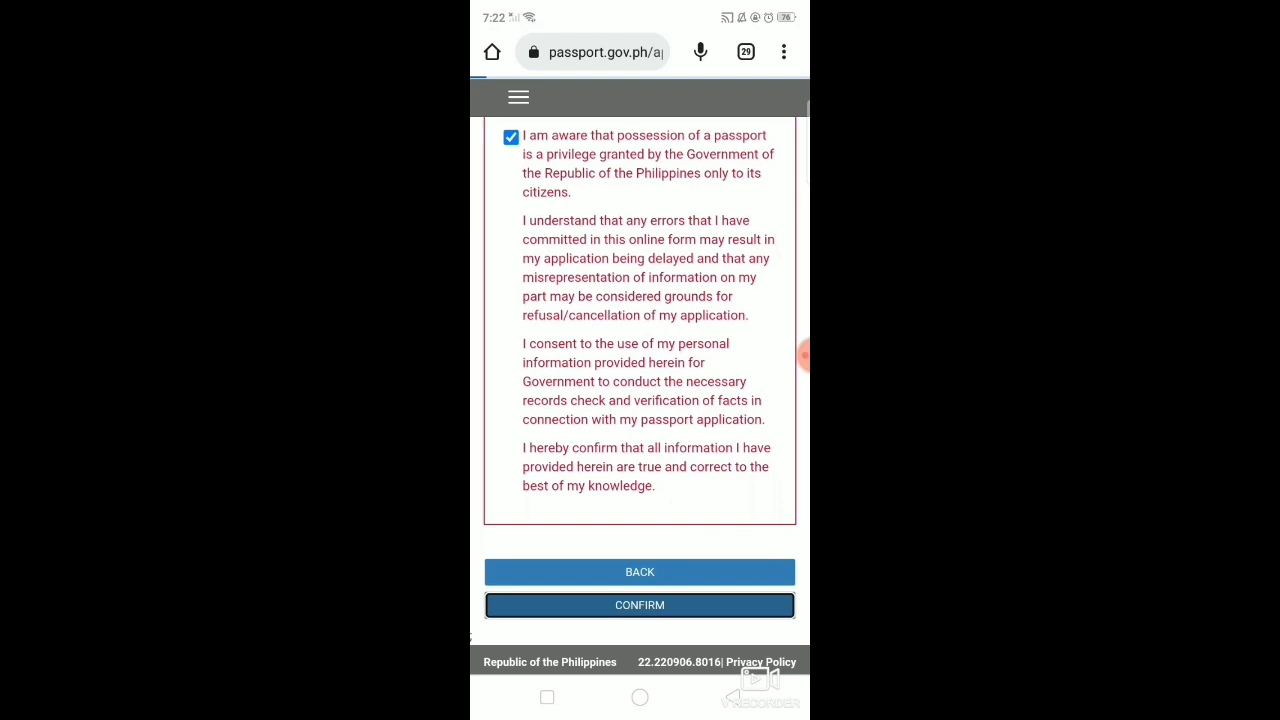 7:22
76
passport.gov.ph/a
29
I am aware that possession of a passport
is a privilege granted by the Government of
the Republic of the Philippines only to its
citizens.
I understand that any errors that I have
committed in this online form may result in
my application being delayed and that any
misrepresentation of information on my
part may be considered grounds for
refusal/cancellation of my application.
I consent to the use of my personal
information provided herein for
Government to conduct the necessary
records check and verification of facts in
connection with my passport application.
I hereby confirm that all information I have
provided herein are true and correct to the
best of my knowledge.
BACK
CONFIRM
Republic of the Philippines 22.220906.8016| Privacy Policy
V RECORDER